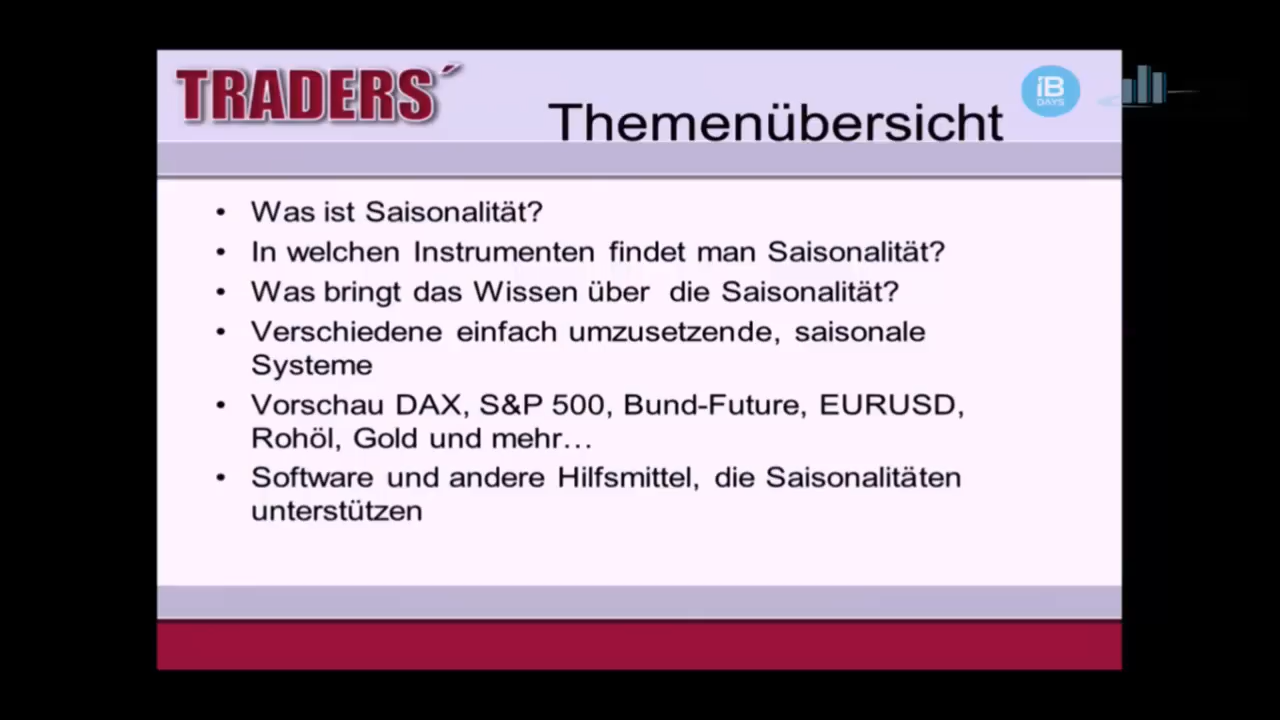 TRADERS´
iB
DAYS
Themenübersicht
• Was ist Saisonalität?
• In welchen Instrumenten findet man Saisonalität?
• Was bringt das Wissen über die Saisonalität?
• Verschiedene einfach umzusetzende, saisonale
Systeme
• Vorschau DAX, S&P 500, Bund-Future, EURUSD,
Rohöl, Gold und mehr…
• Software und andere Hilfsmittel, die Saisonalitäten
unterstützen